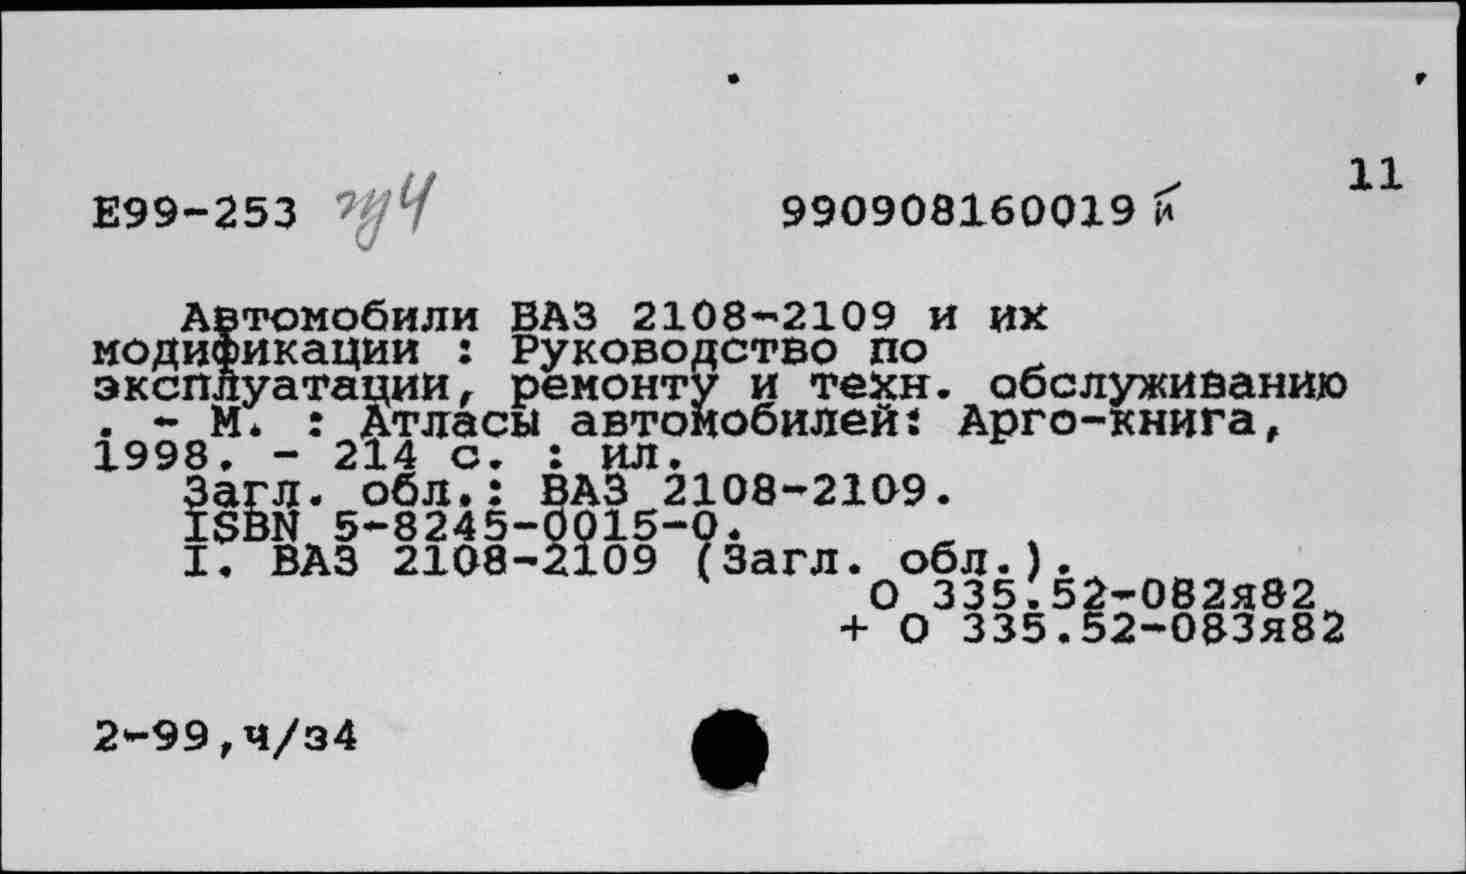 11
Е99-253 990908160019 и
Автомобили ВАЗ 2108-2109 и их
модификации : Руководство по
эксплуатации, ремонту и техн. обслуживанию
. - М. : Атласы автомобилей: Арго-книга,
1998. - 214 с. : ил.
Загл. обл.: ВАЗ 2108-2109.
ISBN 5-8245-0015-0.
I. ВАЗ 2108-2109 (Загл. обл.).
О 335.52-082я82
+ О 335.52-083я82
2-99,ч/з4